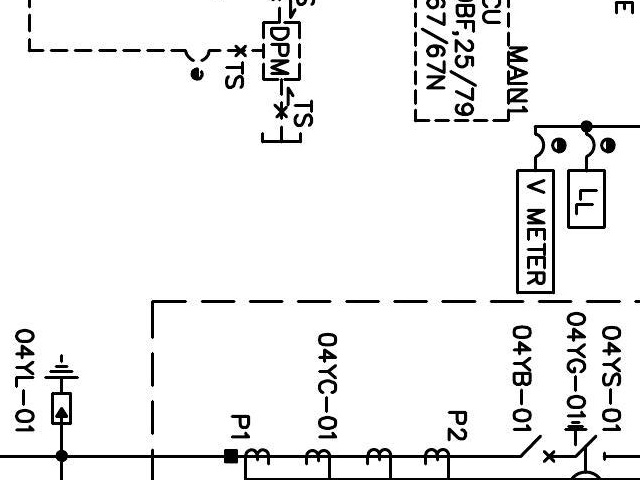 E
CU
BF,25/79
67/67N
MAIN1
DPM
TS
TS
LL
V METER
04YS-01
04YG-01
04YB-01
P2
04YC-01
P1
04YL-01